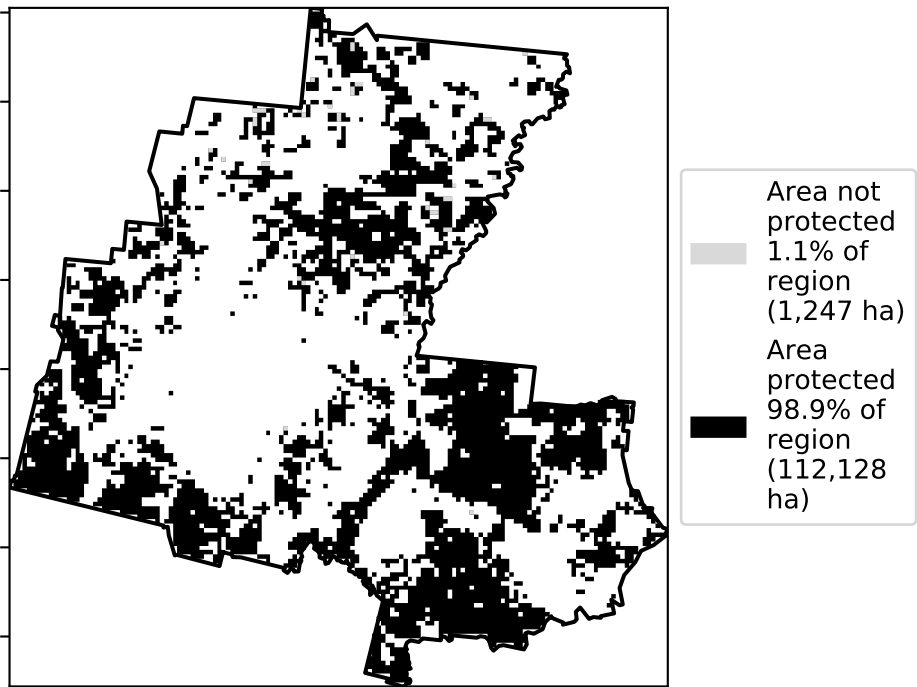 Area not
protected
1.1% of
region
(1,247 ha)
Area
protected
98.9% of
region
(112,128
ha)